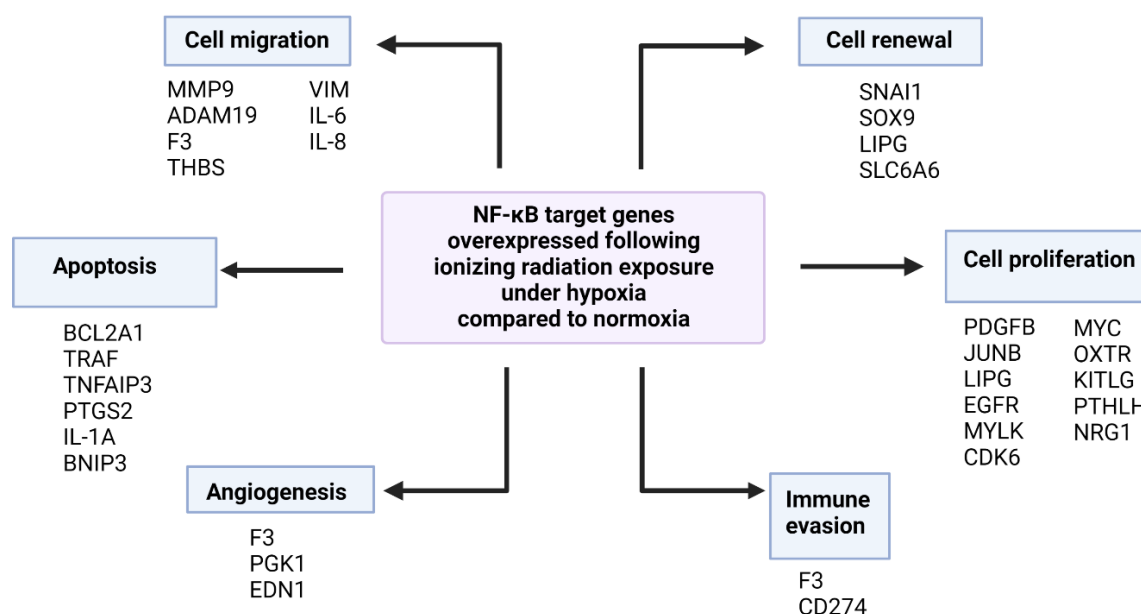 Cell migration
MMP9
ADAM19
F3
THBS
VIM
IL-6
IL-8
Cell renewal
SNAI1
SOX9
LIPG
SLC6A6
NF-κB target genes
overexpressed following
ionizing radiation exposure
under hypoxia
compared to normoxia
Apoptosis
BCL2A1
TRAF
TNFAIP3
PTGS2
IL-1A
BNIP3
Cell proliferation
PDGFB
JUNB
LIPG
EGFR
MYLK
CDK6
MYC
OXTR
KITLG
PTHLH
NRG1
Angiogenesis
F3
PGK1
EDN1
Immune
evasion
F3
CD274